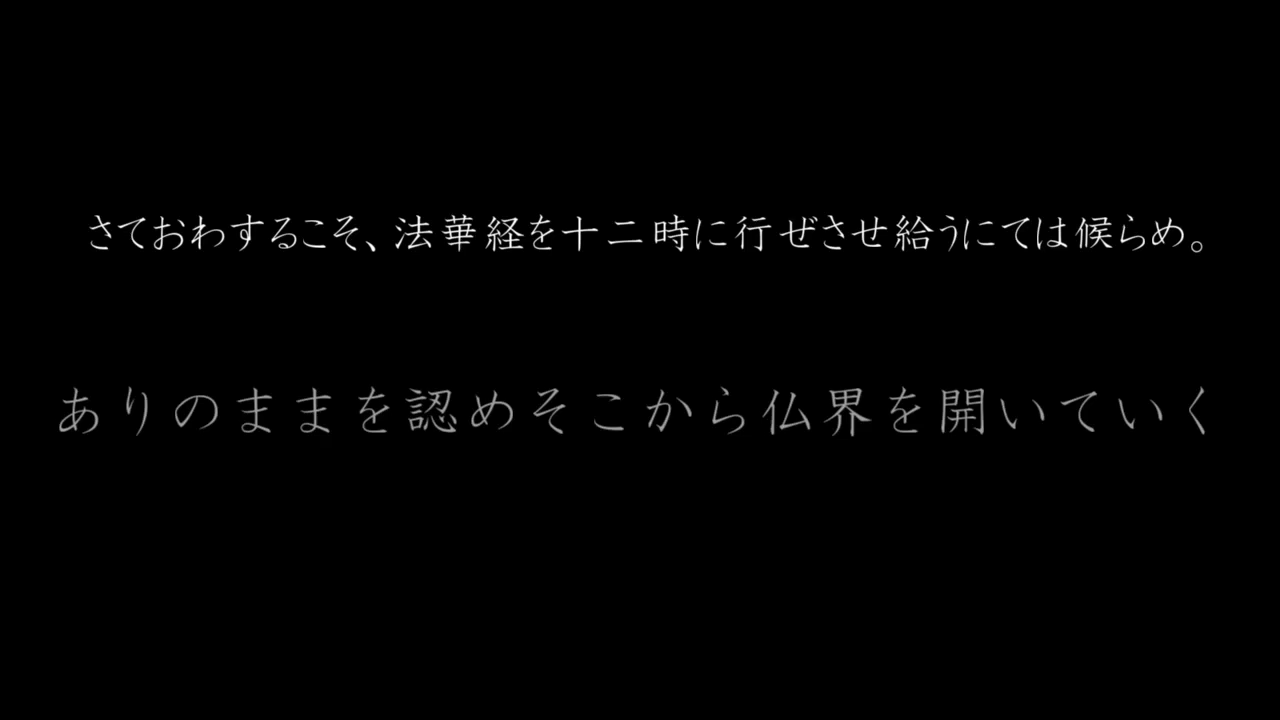 さておわするこそ、法華経を十二時に行ぜさせ給うにては候らめ。
ありのままを認めそこから仏界を開いていく